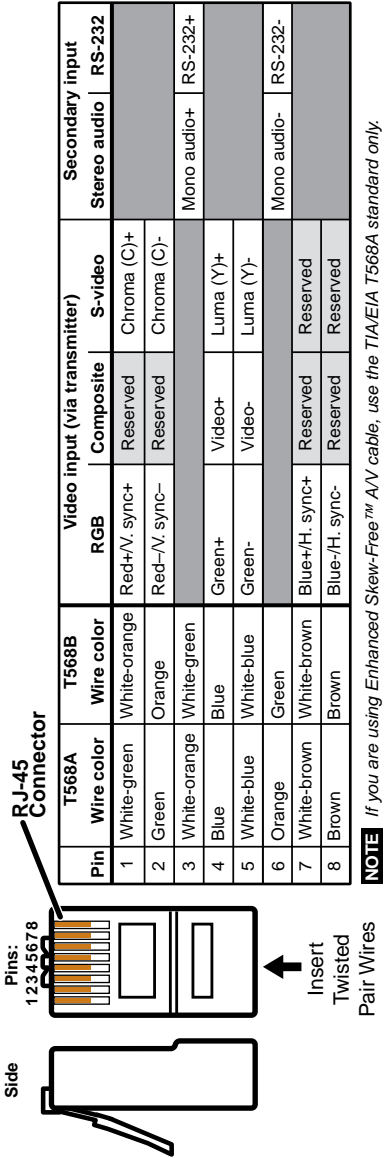 Side
Pins:
12345678
RJ-45
Connector
Insert
Twisted
Pair Wires
T568A T568B Video input (via transmitter) Secondary input
Pin Wire color Wire color RGB Composite S-video Stereo audio RS-232
1 White-green White-orange Red+/V. sync+ Reserved Chroma (C)+
2 Green Orange Red–/V. sync– Reserved Chroma (C)-
3 White-orange White-green Mono audio+ RS-232+
4 Blue Blue Green+ Video+ Luma (Y)+
5 White-blue White-blue Green- Video- Luma (Y)-
6 Orange Green Mono audio- RS-232-
7 White-brown White-brown Blue+/H. sync+ Reserved Reserved
8 Brown Brown Blue-/H. sync- Reserved Reserved
NOTE If you are using Enhanced Skew-Free™ A/V cable, use the TIA/EIA T568A standard only.